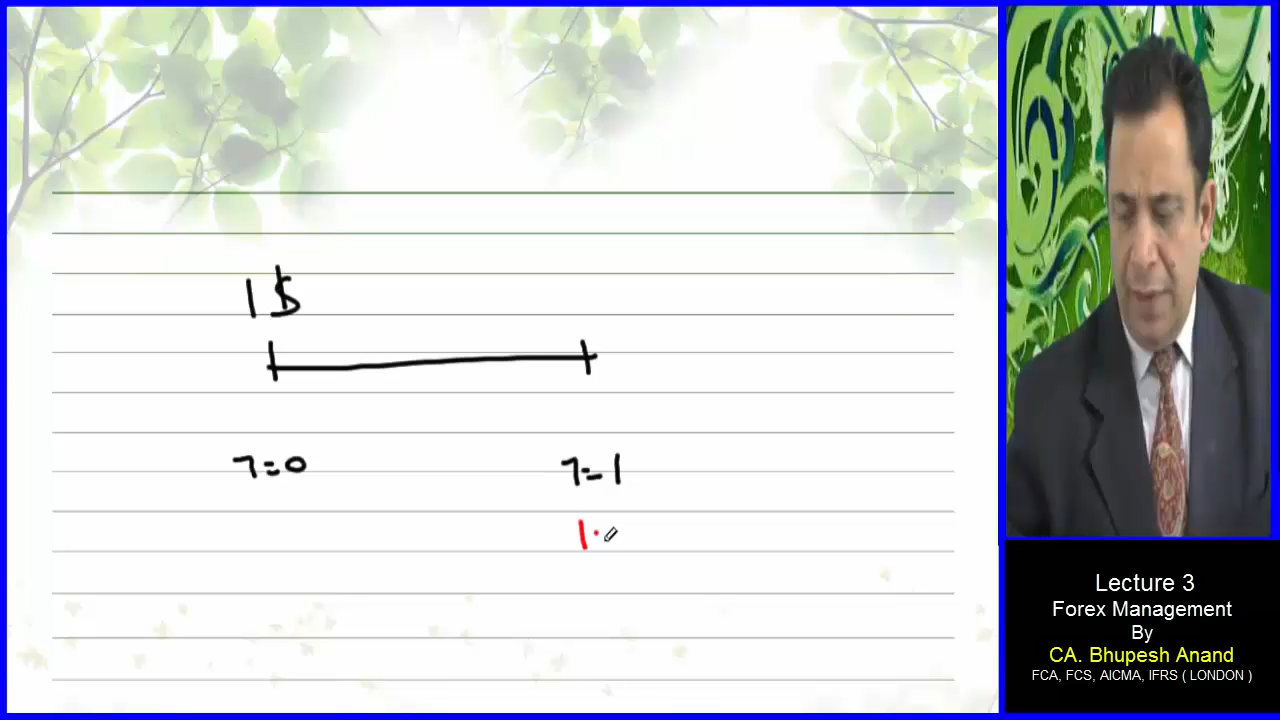 1 $
T=0
T=1
1.
Lecture 3
Forex Management
By
CA. Bhupesh Anand
FCA, FCS, AICMA, IFRS ( LONDON )